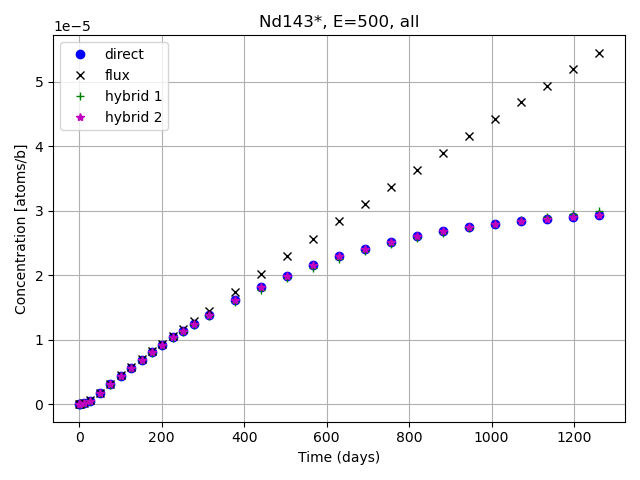 Nd143*, E=500, all
1e−5
direct
flux
hybrid 1
hybrid 2
5
4
3
2
1
0
Concentration [atoms/b]
0 200 400 600 800 1000 1200
Time (days)